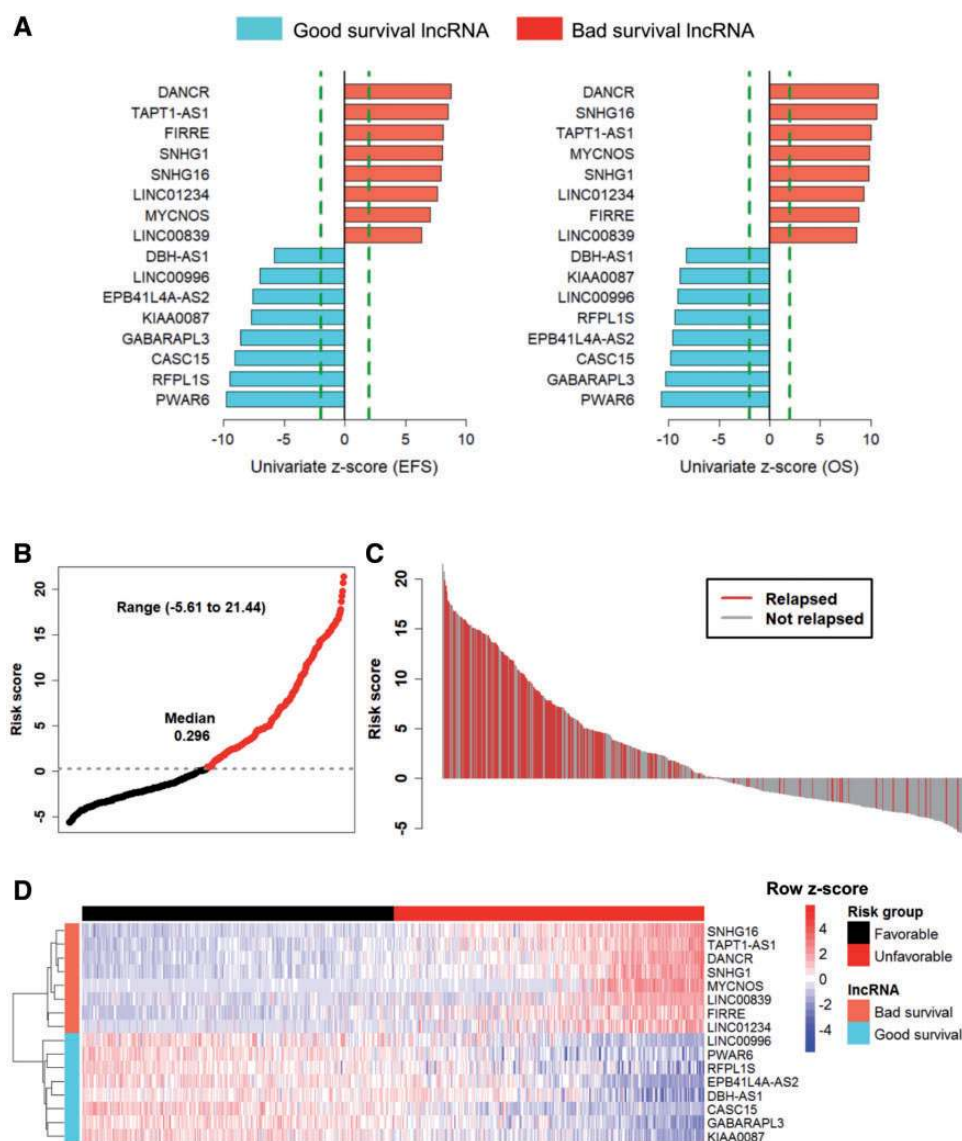 A
Good survival lncRNA
Bad survival lncRNA
DANCR
TAPT1-AS1
FIRRE
SNHG1
SNHG16
LINC01234
MYCNOS
LINC00839
DBH-AS1
LINC00996
EPB41L4A-AS2
KIAA0087
GABARAPL3
CASC15
RFPL1S
PWAR6
-10 -5 0 5 10
Univariate z-score (EFS)
DANCR
SNHG16
TAPT1-AS1
MYCNOS
SNHG1
LINC01234
FIRRE
LINC00839
DBH-AS1
KIAA0087
LINC00996
RFPL1S
EPB41L4A-AS2
CASC15
GABARAPL3
PWAR6
-10 -5 0 5 10
Univariate z-score (OS)
B
Risk score
20
15
10
5
0
-5
Range (-5.61 to 21.44)
Median
0.296
C
Risk score
20
15
10
5
0
-5
Relapsed
Not relapsed
D
SNHG16
TAPT1-AS1
DANCR
SNHG1
MYCNOS
LINC00839
FIRRE
LINC01234
LINC00996
PWAR6
RFPL1S
EPB41L4A-AS2
DBH-AS1
CASC15
GABARAPL3
KIAA0087
Row z-score
4
2
0
-2
-4
Risk group
Favorable
Unfavorable
lncRNA
Bad survival
Good survival